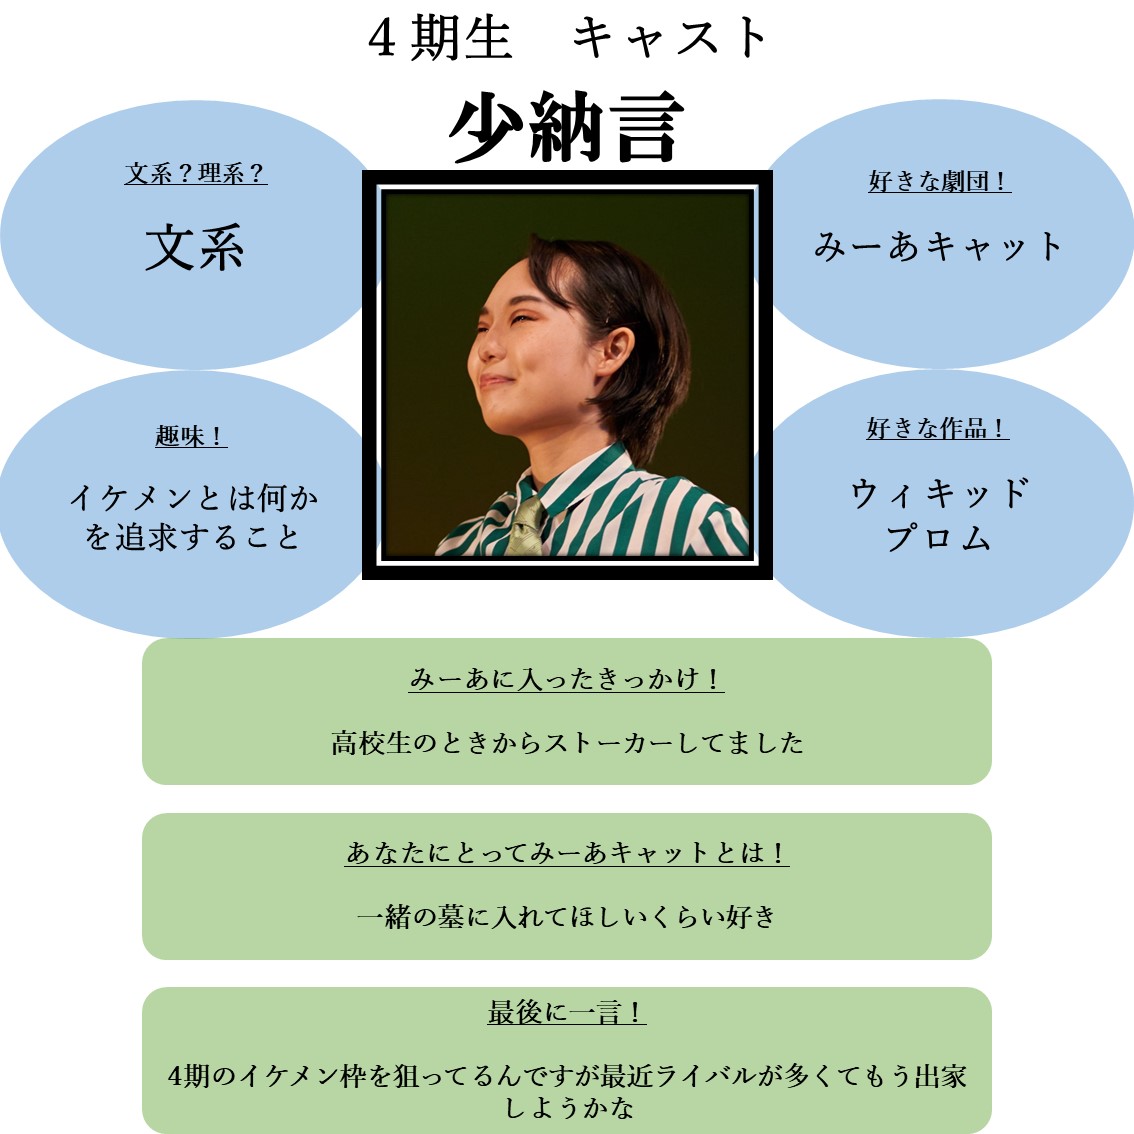 ４期生　キャスト
少納言
文系？理系？
文系
好きな劇団！
みーあキャット
趣味！
イケメンとは何か
を追求すること
好きな作品！
ウィキッド
プロム
みーあに入ったきっかけ！
高校生のときからストーカーしてました
あなたにとってみーあキャットとは！
一緒の墓に入れてほしいくらい好き
最後に一言！
4期のイケメン枠を狙ってるんですが最近ライバルが多くてもう出家
しようかな